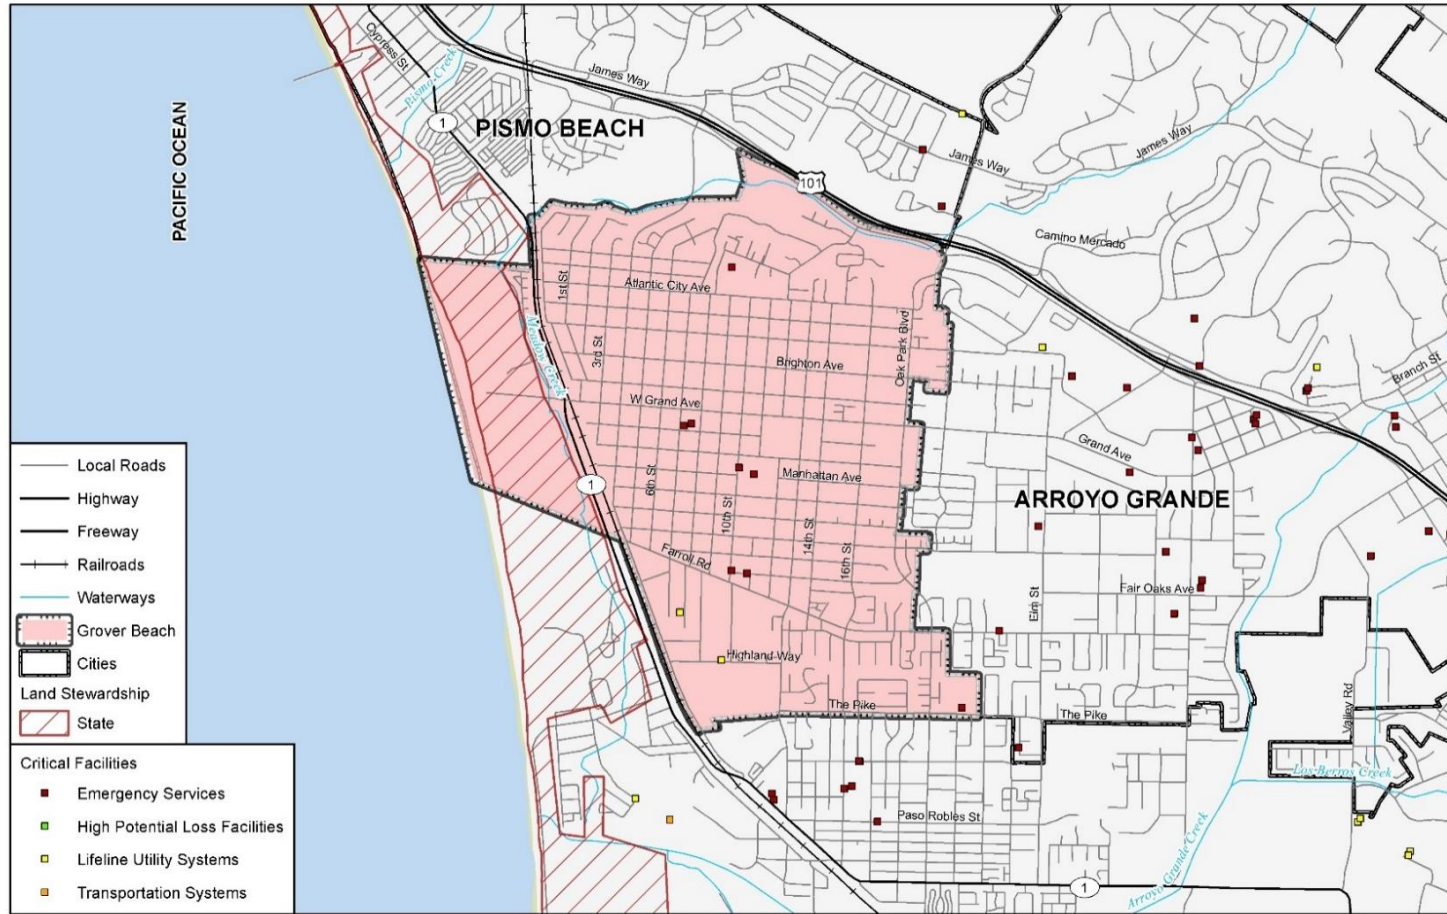 Cypress St
Pismo Creek
James Way
1
PISMO BEACH
PACIFIC OCEAN
James Way
James Way
101
Camino Mercado
1st St
Atlantic City Ave
Meadow Creek
3rd St
Oak Park Blvd
Brighton Ave
Branch St
W Grand Ave
Grand Ave
6th St
Manhattan Ave
1
ARROYO GRANDE
10th St
14th St
16th St
Farroll Rd
Elm St
Fair Oaks Ave
Highland Way
The Pike
The Pike
Valley Rd
Los Berros Creek
Paso Robles St
Arroyo Grande Creek
1
Local Roads
Highway
Freeway
Railroads
Waterways
Grover Beach
Cities
Land Stewardship
State
Critical Facilities
Emergency Services
High Potential Loss Facilities
Lifeline Utility Systems
Transportation Systems